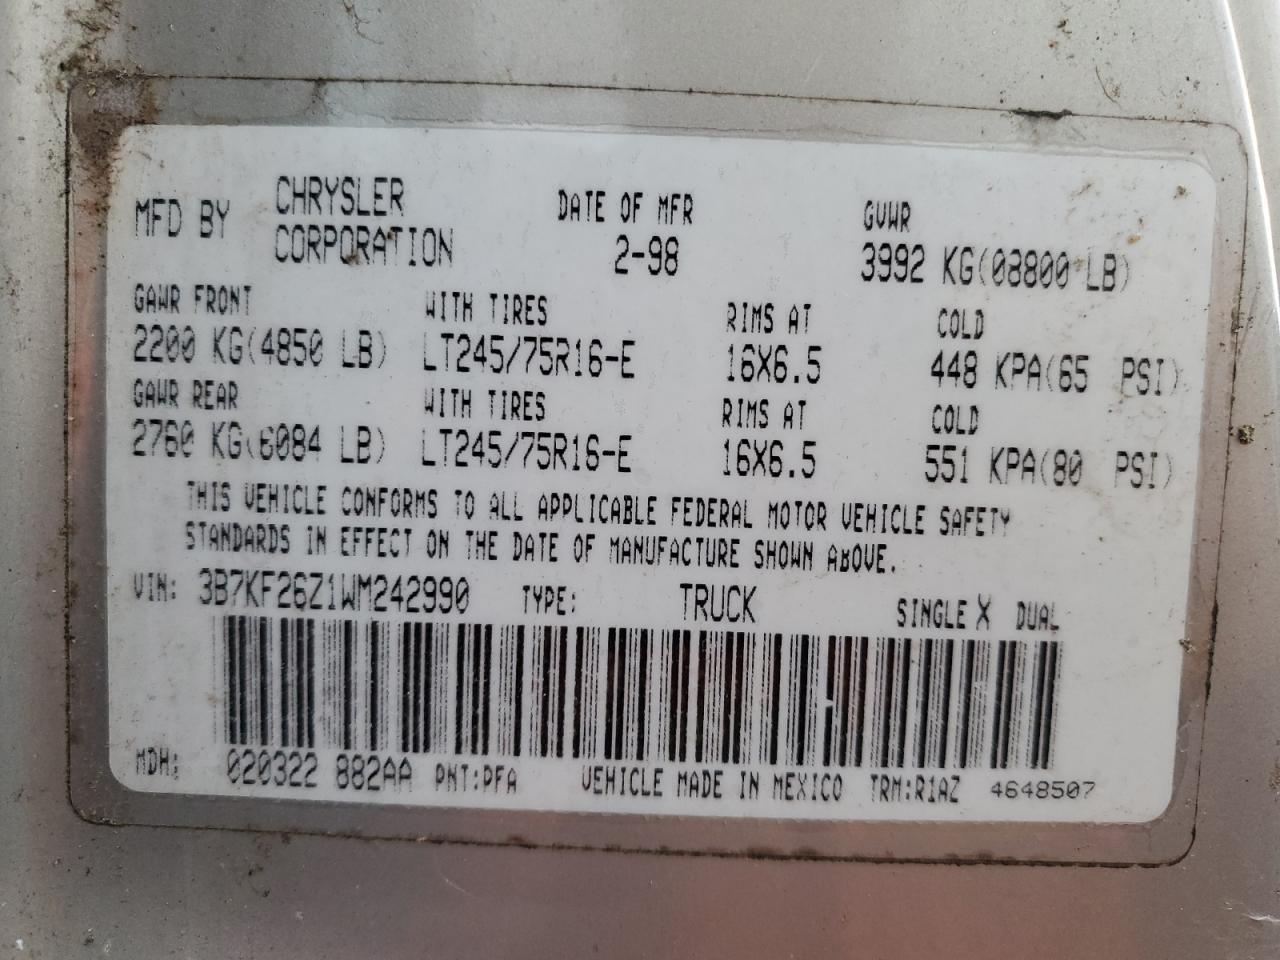 MFD BY CHRYSLER CORPORATION DATE OF MFR 2-98 GVWR 3992 KG(08800 LB)
GAWR FRONT WITH TIRES RIMS AT COLD
2200 KG(4850 LB) LT245/75R16-E 16X6.5 448 KPA(65 PSI)
GAWR REAR WITH TIRES RIMS AT COLD
2760 KG(6084 LB) LT245/75R16-E 16X6.5 551 KPA(80 PSI)
THIS VEHICLE CONFORMS TO ALL APPLICABLE FEDERAL MOTOR VEHICLE SAFETY
STANDARDS IN EFFECT ON THE DATE OF MANUFACTURE SHOWN ABOVE.
VIN: 3B7KF26Z1WM242990 TYPE: TRUCK SINGLE X DUAL
MDH: 020322 882AA PNT:PFA VEHICLE MADE IN MEXICO TRM:R1AZ 4648507